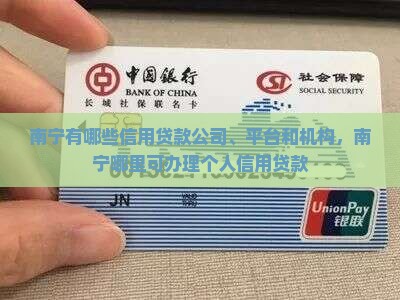 中国银行
BANK OF CHINA
长城社保联名卡
社会保障
SOCIAL SECURITY
南宁有哪些信用贷款公司、平台和机构，南
宁哪里可办理个人信用贷款
JN
VALID
UnionPay
银联